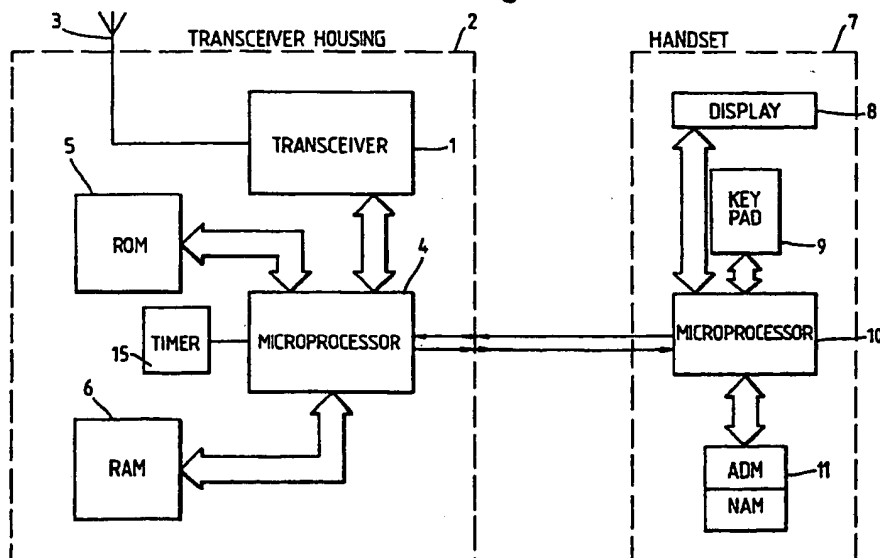 3
TRANSCEIVER HOUSING
2
HANDSET
7
DISPLAY
8
TRANSCEIVER
1
5
KEY
PAD
9
ROM
4
TIMER
15
MICROPROCESSOR
MICROPROCESSOR
10
6
RAM
ADM
11
NAM